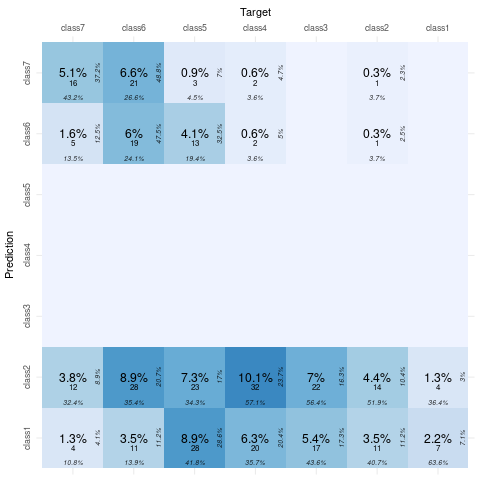 Target
class7 class6 class5 class4 class3 class2 class1
Prediction
class7
5.1% 6.6% 0.9% 0.6% 0.3%
16 21 3 2 1
37.2% 48.8% 7% 4.7% 2.3%
43.2% 26.6% 4.5% 3.6% 3.7%
class6
1.6% 6% 4.1% 0.6% 0.3%
5 19 13 2 1
12.5% 47.5% 32.5% 5% 2.5%
13.5% 24.1% 19.4% 3.6% 3.7%
class5
class4
class3
class2
3.8% 8.9% 7.3% 10.1% 7% 4.4% 1.3%
12 28 23 32 22 14 4
8.9% 20.7% 17% 23.7% 16.3% 10.4% 3%
32.4% 35.4% 34.3% 57.1% 56.4% 51.9% 36.4%
class1
1.3% 3.5% 8.9% 6.3% 5.4% 3.5% 2.2%
4 11 28 20 17 11 7
4.1% 11.2% 28.6% 20.4% 17.3% 11.2% 7.1%
10.8% 13.9% 41.8% 35.7% 43.6% 40.7% 63.6%